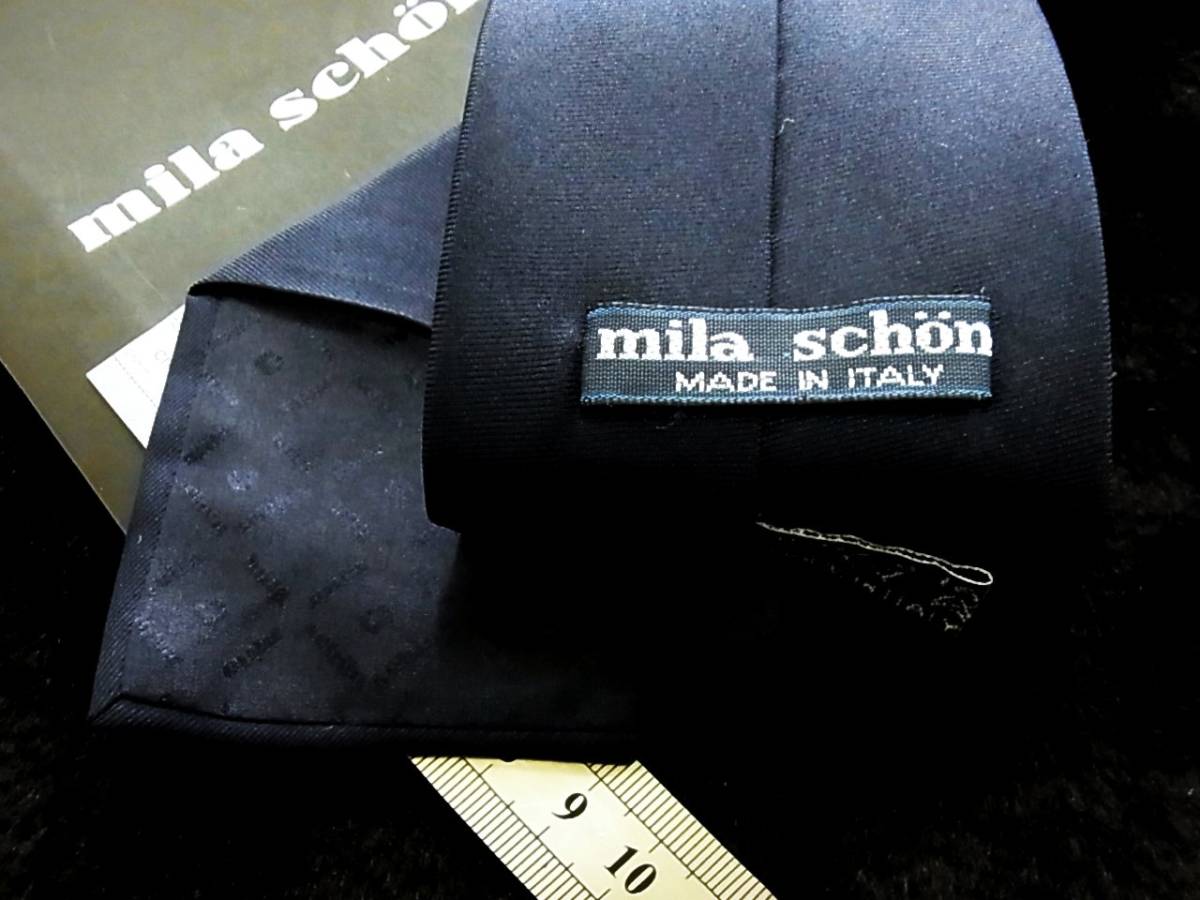 mila schön
mila schön
MADE IN ITALY
9
10